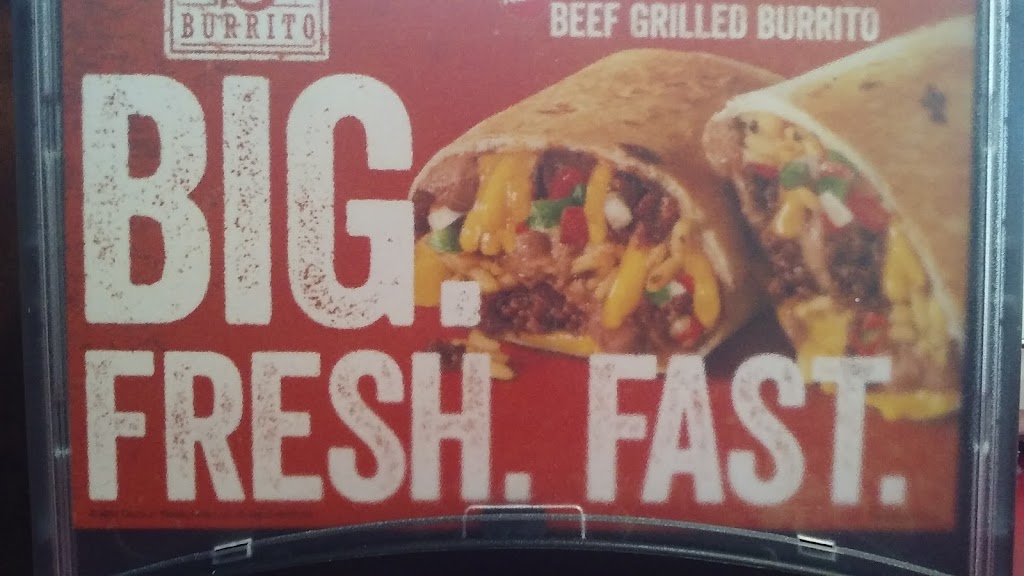 BURRITO
BEEF GRILLED BURRITO
BIG.
FRESH. FAST.